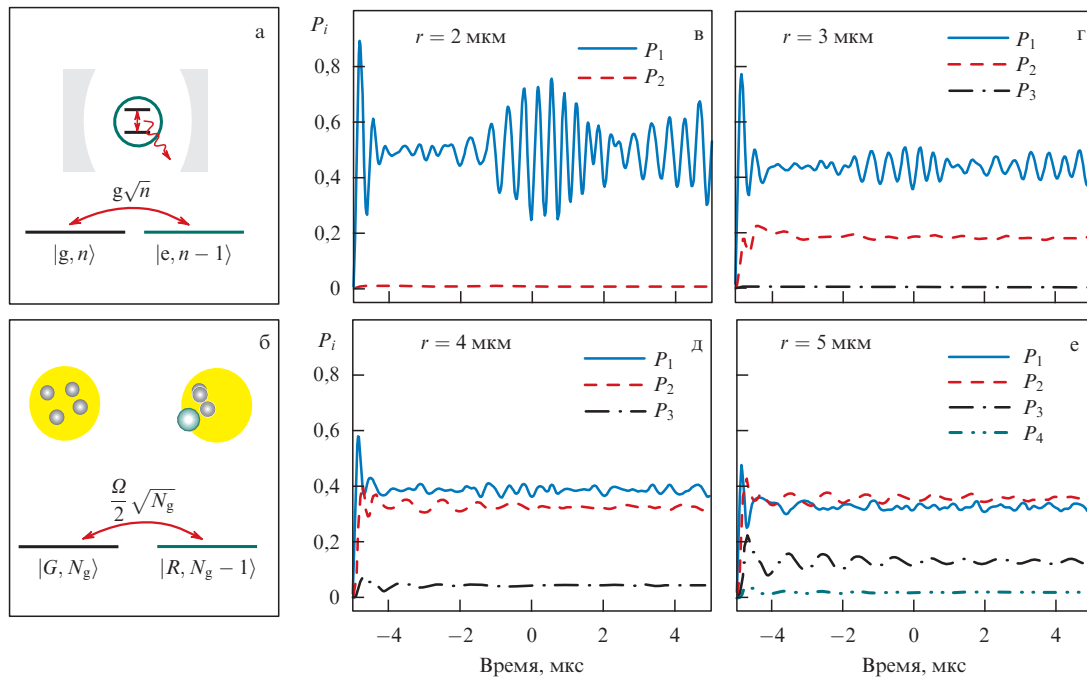 а
g√n
|g, n⟩
|e, n − 1⟩
б
Ω/2 √N_g
|G, N_g⟩
|R, N_g − 1⟩
P_i
r = 2 мкм
в
P_1
P_2
0,8
0,6
0,4
0,2
0
r = 3 мкм
г
P_1
P_2
P_3
P_i
r = 4 мкм
д
P_1
P_2
P_3
0,8
0,6
0,4
0,2
0
−4
−2
0
2
4
Время, мкс
r = 5 мкм
е
P_1
P_2
P_3
P_4
−4
−2
0
2
4
Время, мкс